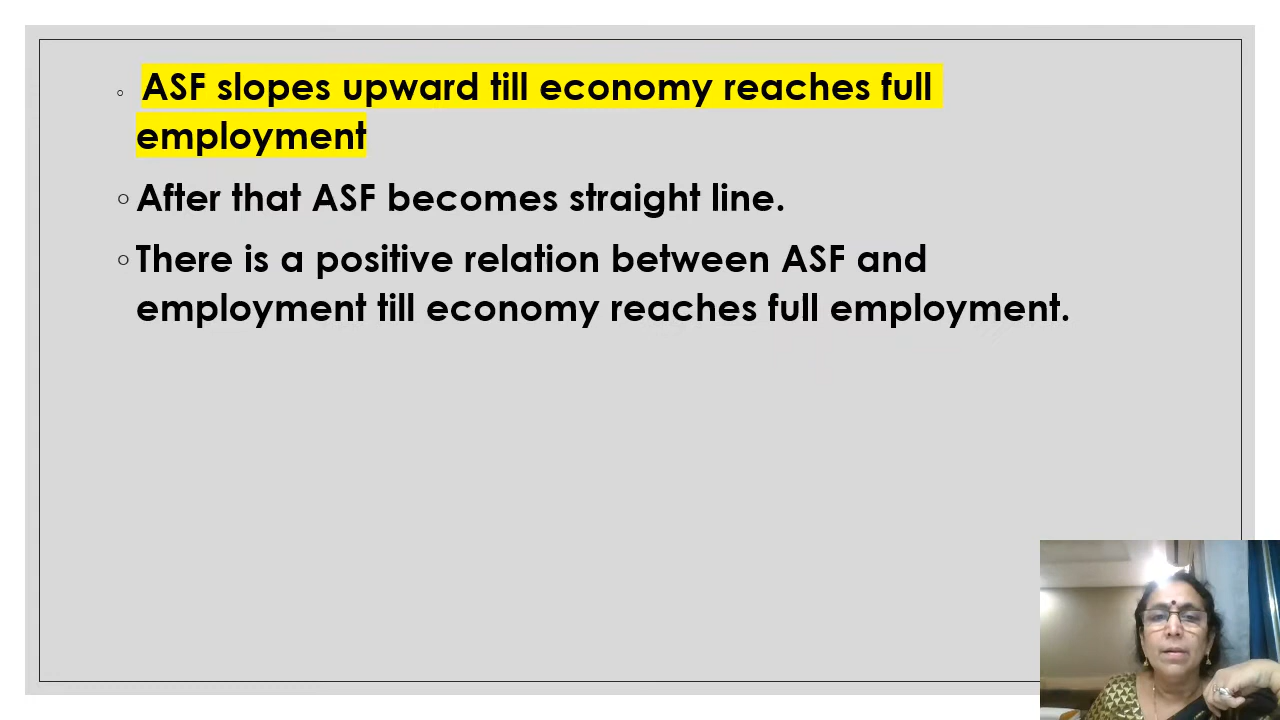 ASF slopes upward till economy reaches full
employment
After that ASF becomes straight line.
There is a positive relation between ASF and
employment till economy reaches full employment.